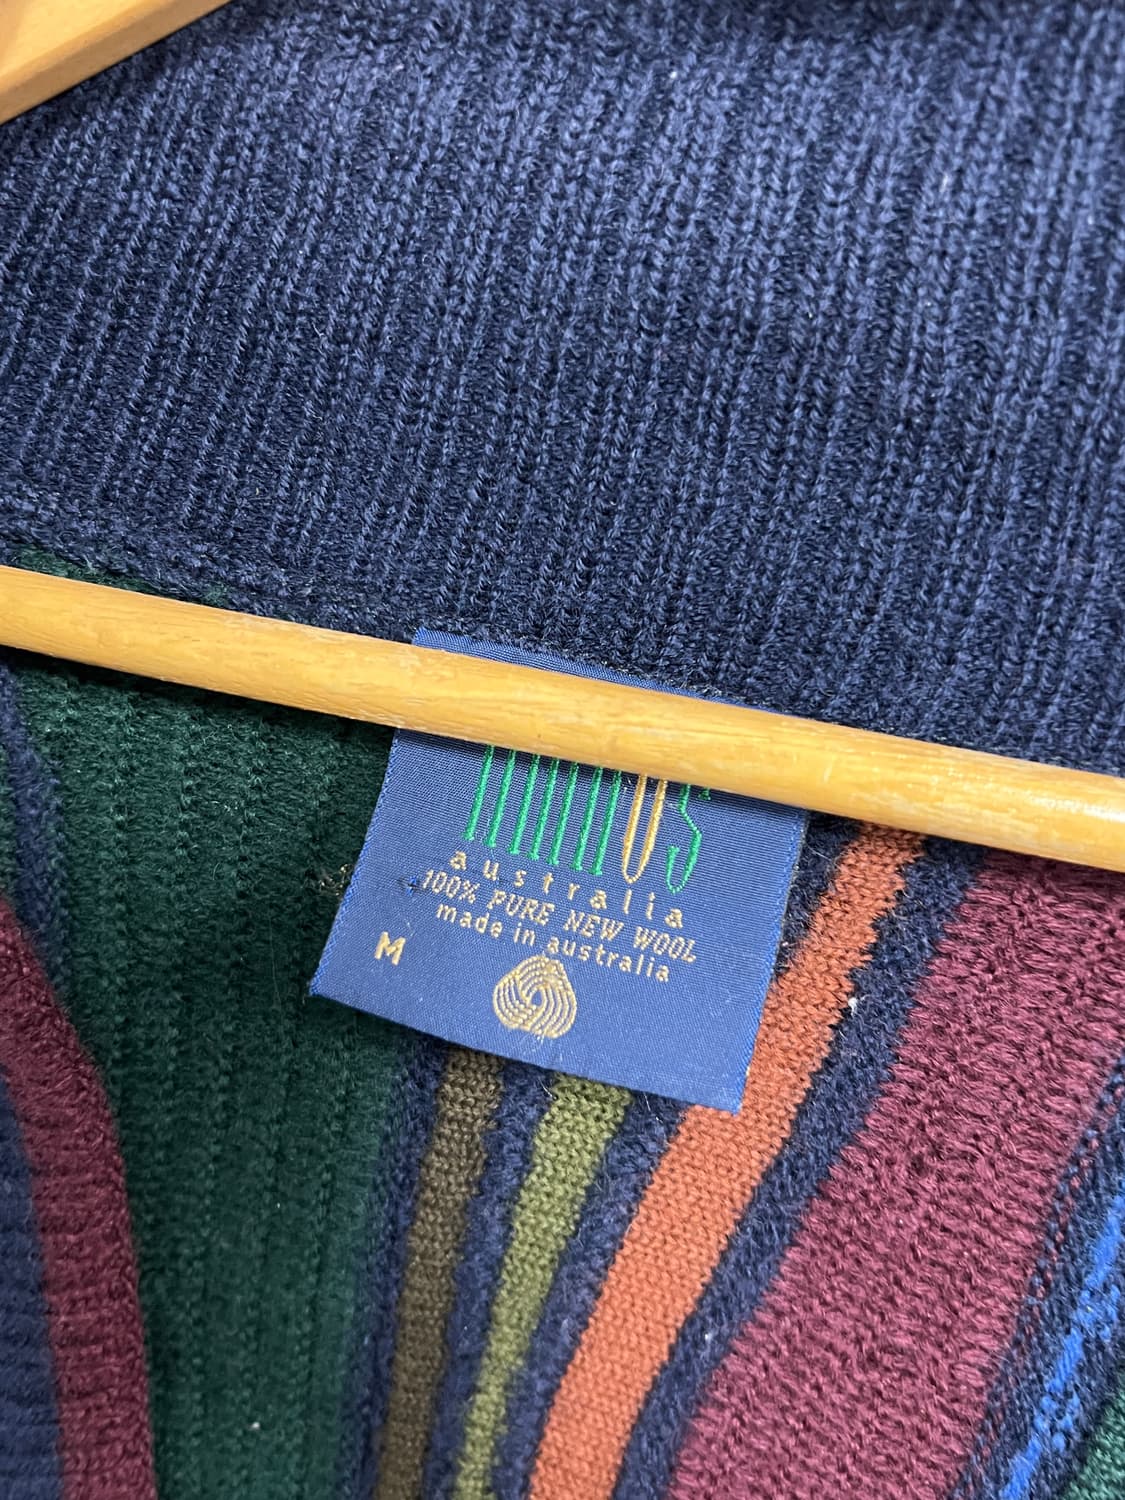 australia
100% PURE NEW WOOL
made in australia
M